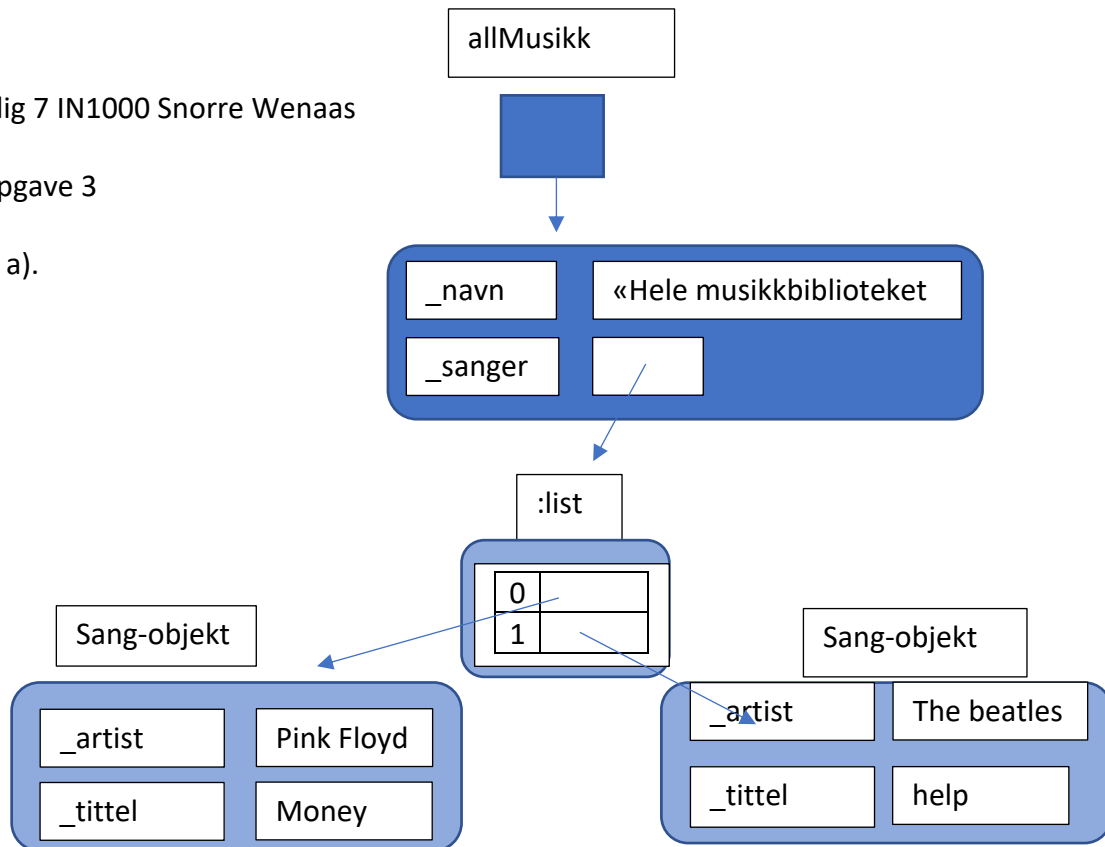 allMusikk
lig 7 IN1000 Snorre Wenaas
pgave 3
a).
_navn
«Hele musikkbiblioteket
_sanger
:list
0
1
Sang-objekt
Sang-objekt
_artist
Pink Floyd
_tittel
Money
_artist
The beatles
_tittel
help